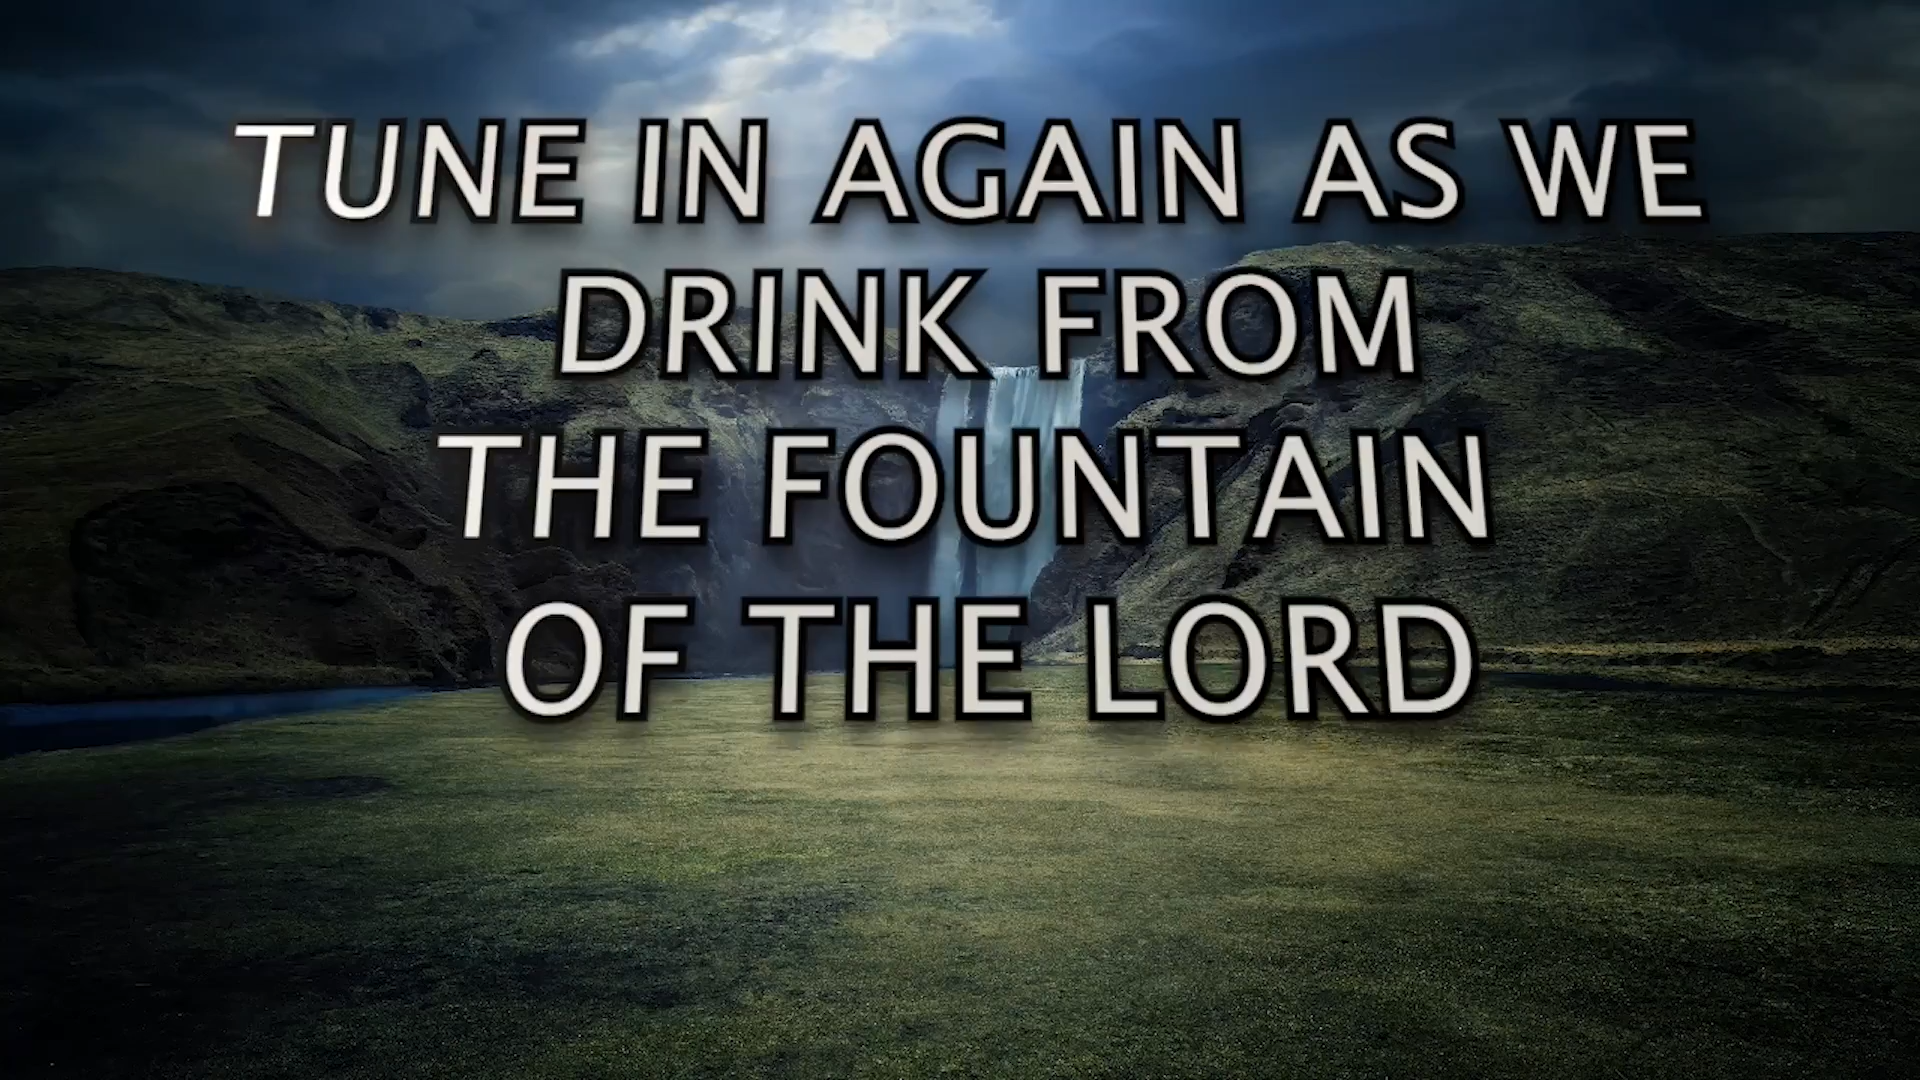 TUNE IN AGAIN AS WE
DRINK FROM
THE FOUNTAIN
OF THE LORD